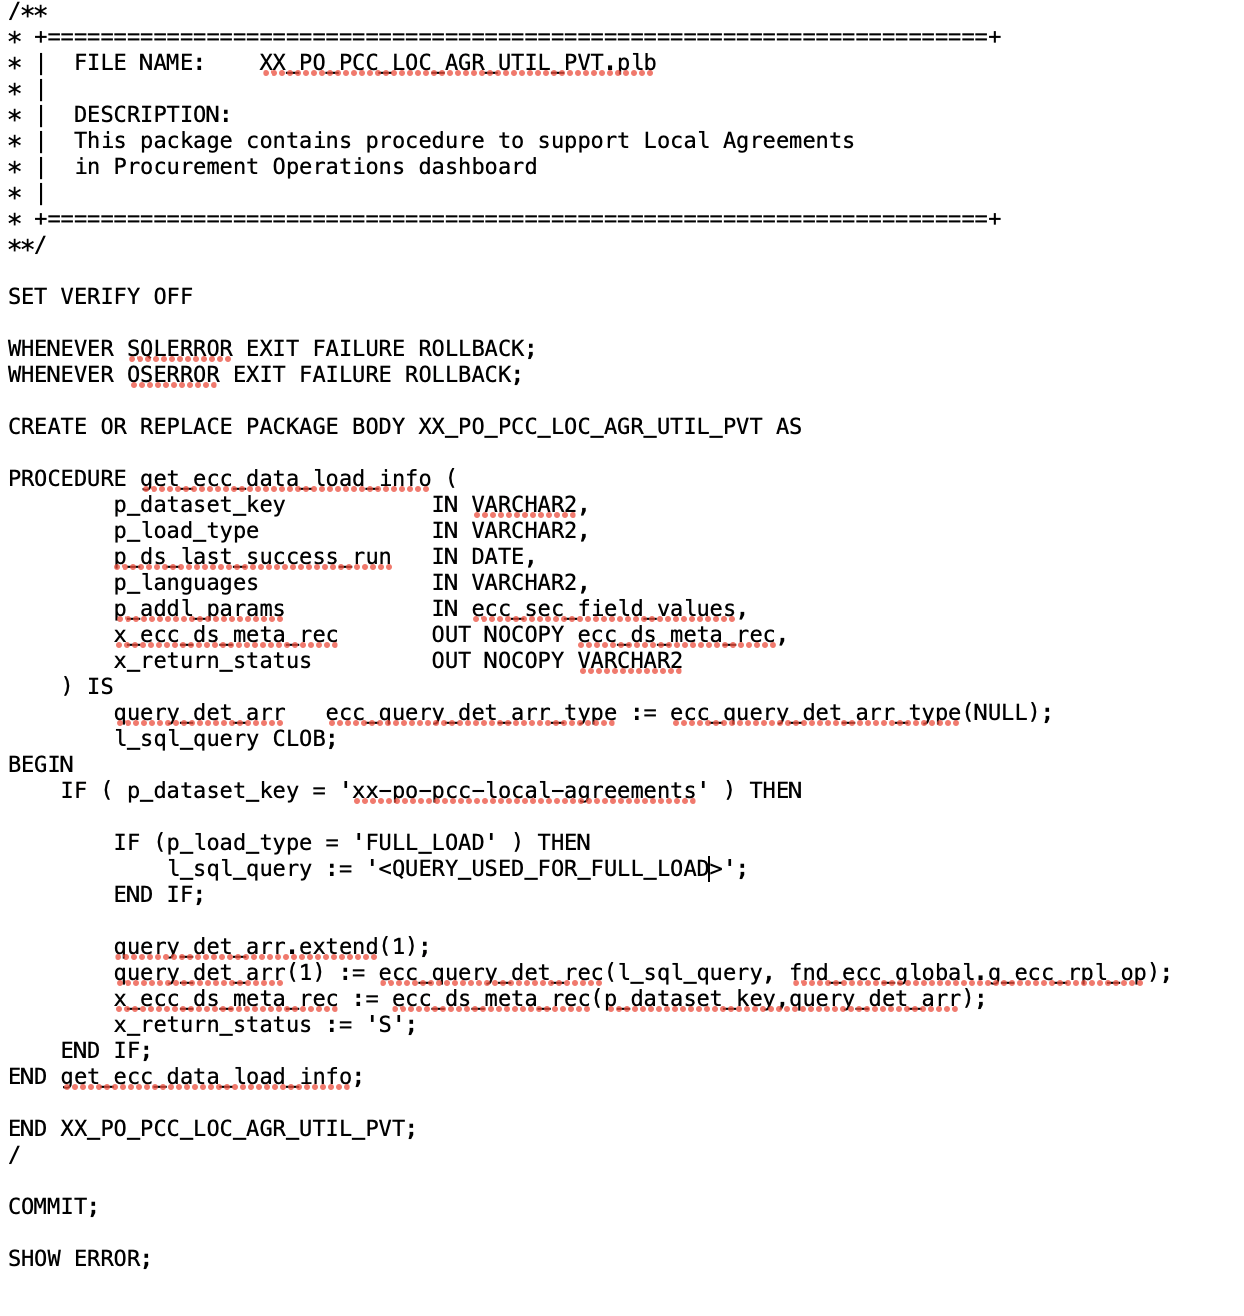 /**
* +=========================================================================+
* |  FILE NAME:    XX_PO_PCC_LOC_AGR_UTIL_PVT.plb
* |
* |  DESCRIPTION:
* |  This package contains procedure to support Local Agreements
* |  in Procurement Operations dashboard
* |
* +=========================================================================+
**/

SET VERIFY OFF

WHENEVER SQLERROR EXIT FAILURE ROLLBACK;
WHENEVER OSERROR EXIT FAILURE ROLLBACK;

CREATE OR REPLACE PACKAGE BODY XX_PO_PCC_LOC_AGR_UTIL_PVT AS

PROCEDURE get_ecc_data_load_info (
        p_dataset_key           IN VARCHAR2,
        p_load_type             IN VARCHAR2,
        p_ds_last_success_run   IN DATE,
        p_languages             IN VARCHAR2,
        p_addl_params           IN ecc_sec_field_values,
        x_ecc_ds_meta_rec       OUT NOCOPY ecc_ds_meta_rec,
        x_return_status         OUT NOCOPY VARCHAR2
    ) IS
        query_det_arr   ecc_query_det_arr_type := ecc_query_det_arr_type(NULL);
        l_sql_query CLOB;
BEGIN
    IF ( p_dataset_key = 'xx-po-pcc-local-agreements' ) THEN

        IF (p_load_type = 'FULL_LOAD' ) THEN
            l_sql_query := '<QUERY_USED_FOR_FULL_LOAD>';
        END IF;

        query_det_arr.extend(1);
        query_det_arr(1) := ecc_query_det_rec(l_sql_query, fnd_ecc_global.g_ecc_rpl_op);
        x_ecc_ds_meta_rec := ecc_ds_meta_rec(p_dataset_key,query_det_arr);
        x_return_status := 'S';
    END IF;
END get_ecc_data_load_info;

END XX_PO_PCC_LOC_AGR_UTIL_PVT;
/

COMMIT;

SHOW ERROR;